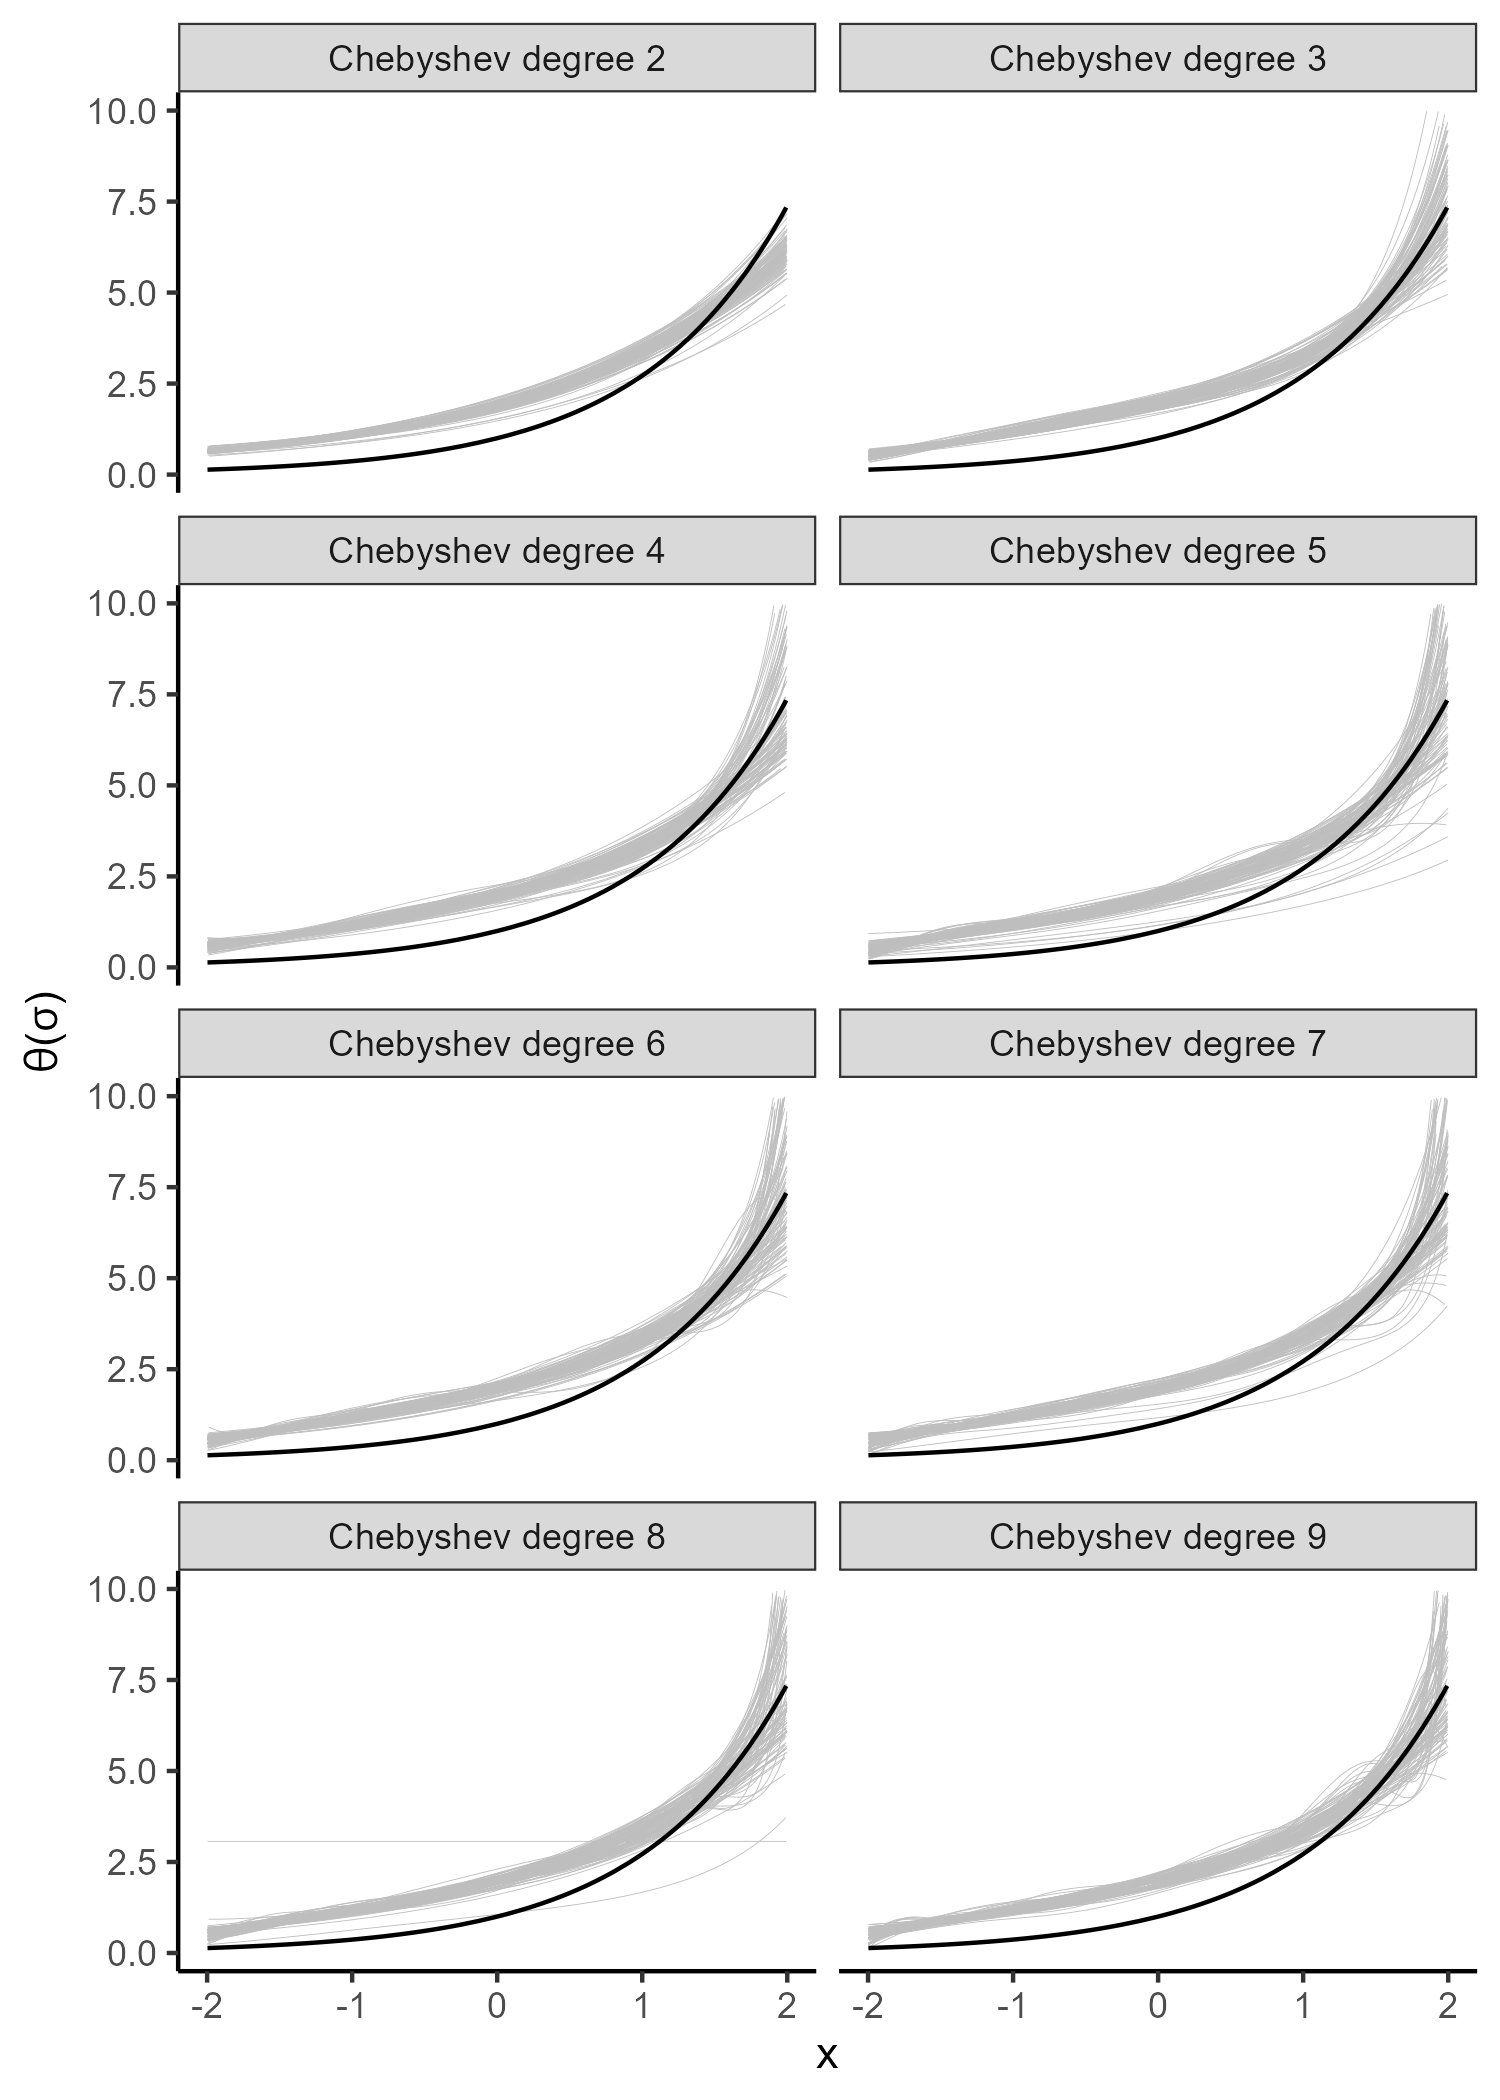 Chebyshev degree 2
Chebyshev degree 3
10.0
7.5
5.0
2.5
0.0
Chebyshev degree 4
Chebyshev degree 5
10.0
7.5
5.0
2.5
0.0
θ(σ)
Chebyshev degree 6
Chebyshev degree 7
10.0
7.5
5.0
2.5
0.0
Chebyshev degree 8
Chebyshev degree 9
10.0
7.5
5.0
2.5
0.0
-2 -1 0 1 2
-2 -1 0 1 2
x